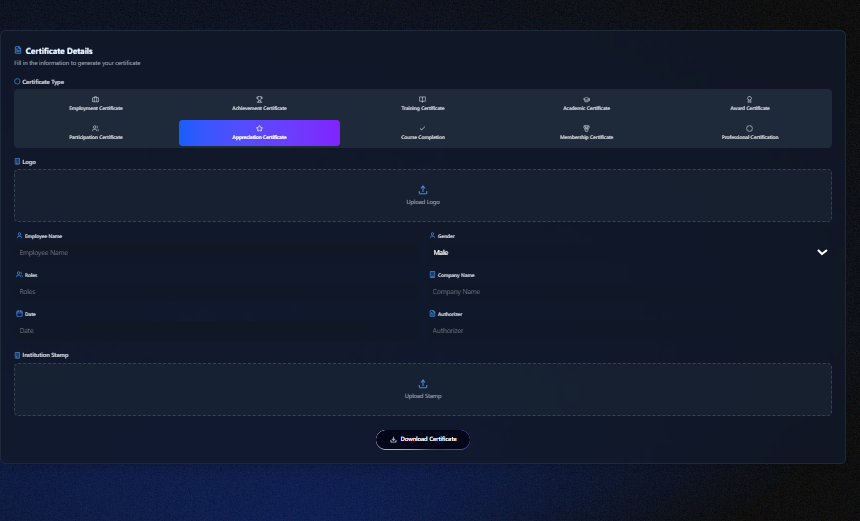 Certificate Details
Fill in the information to generate your certificate
Certificate Type
Employment Certificate Achievement Certificate Training Certificate Academic Certificate Award Certificate
Participation Certificate Appreciation Certificate Course Completion Membership Certificate Professional Certification
Logo
Upload Logo
Employee Name Gender
Employee Name Male
Roles Company Name
Roles Company Name
Date Authorizer
Date Authorizer
Institution Stamp
Upload Stamp
Download Certificate